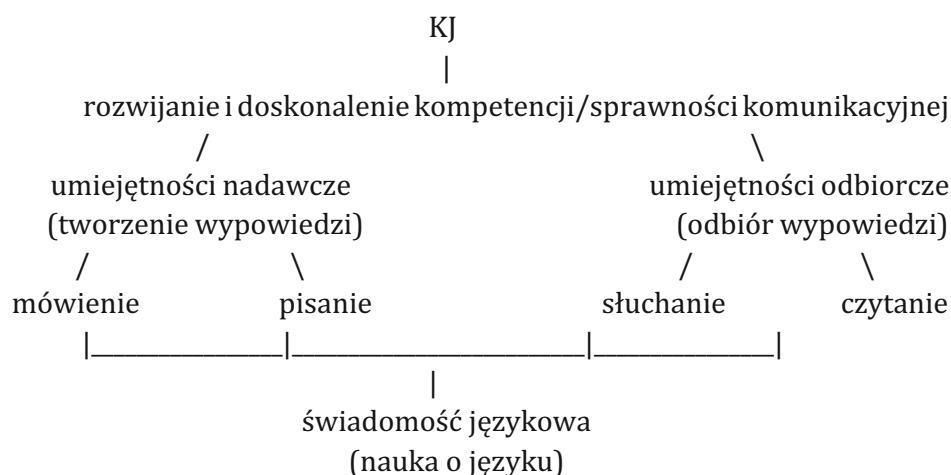 KJ
rozwijanie i doskonalenie kompetencji/sprawności komunikacyjnej
umiejętności nadawcze umiejętności odbiorcze
(tworzenie wypowiedzi) (odbiór wypowiedzi)
mówienie pisanie słuchanie czytanie
świadomość językowa
(nauka o języku)